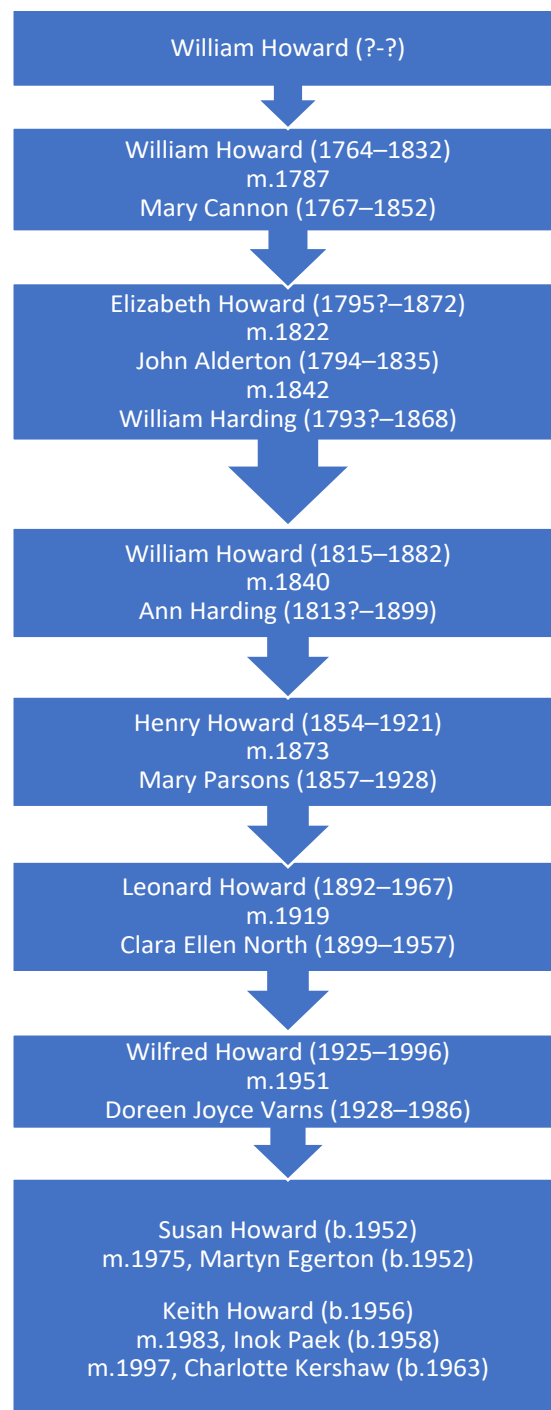 William Howard (?-?)
William Howard (1764–1832)
m.1787
Mary Cannon (1767–1852)
Elizabeth Howard (1795?–1872)
m.1822
John Alderton (1794–1835)
m.1842
William Harding (1793?–1868)
William Howard (1815–1882)
m.1840
Ann Harding (1813?–1899)
Henry Howard (1854–1921)
m.1873
Mary Parsons (1857–1928)
Leonard Howard (1892–1967)
m.1919
Clara Ellen North (1899–1957)
Wilfred Howard (1925–1996)
m.1951
Doreen Joyce Varns (1928–1986)
Susan Howard (b.1952)
m.1975, Martyn Egerton (b.1952)
Keith Howard (b.1956)
m.1983, Inok Paek (b.1958)
m.1997, Charlotte Kershaw (b.1963)